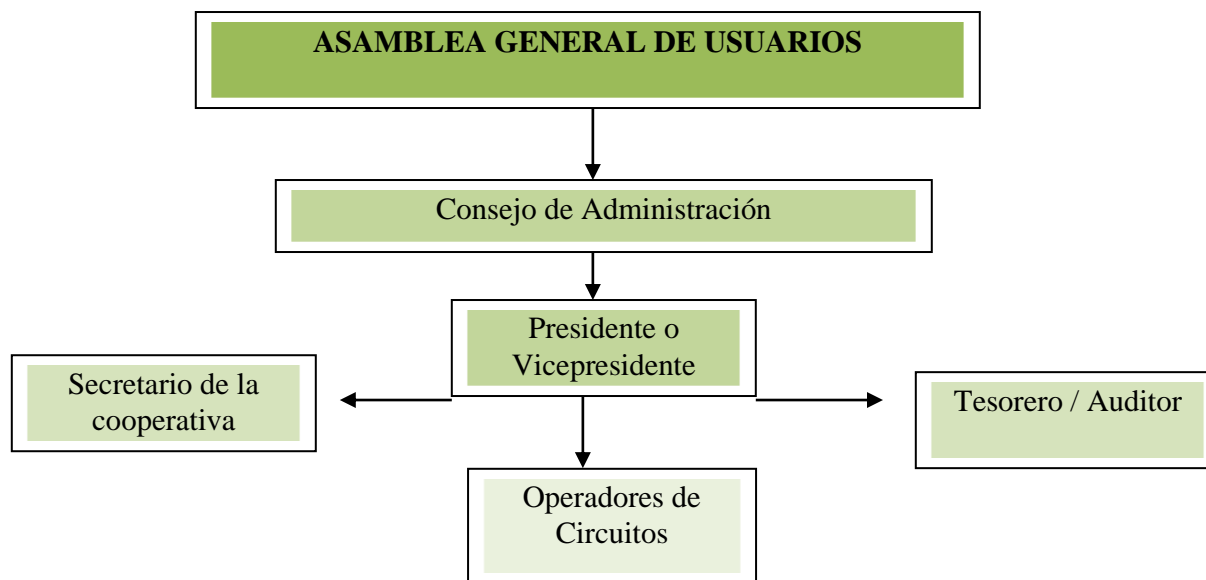 ASAMBLEA GENERAL DE USUARIOS
Consejo de Administración
Presidente o
Vicepresidente
Secretario de la
cooperativa
Tesorero / Auditor
Operadores de
Circuitos